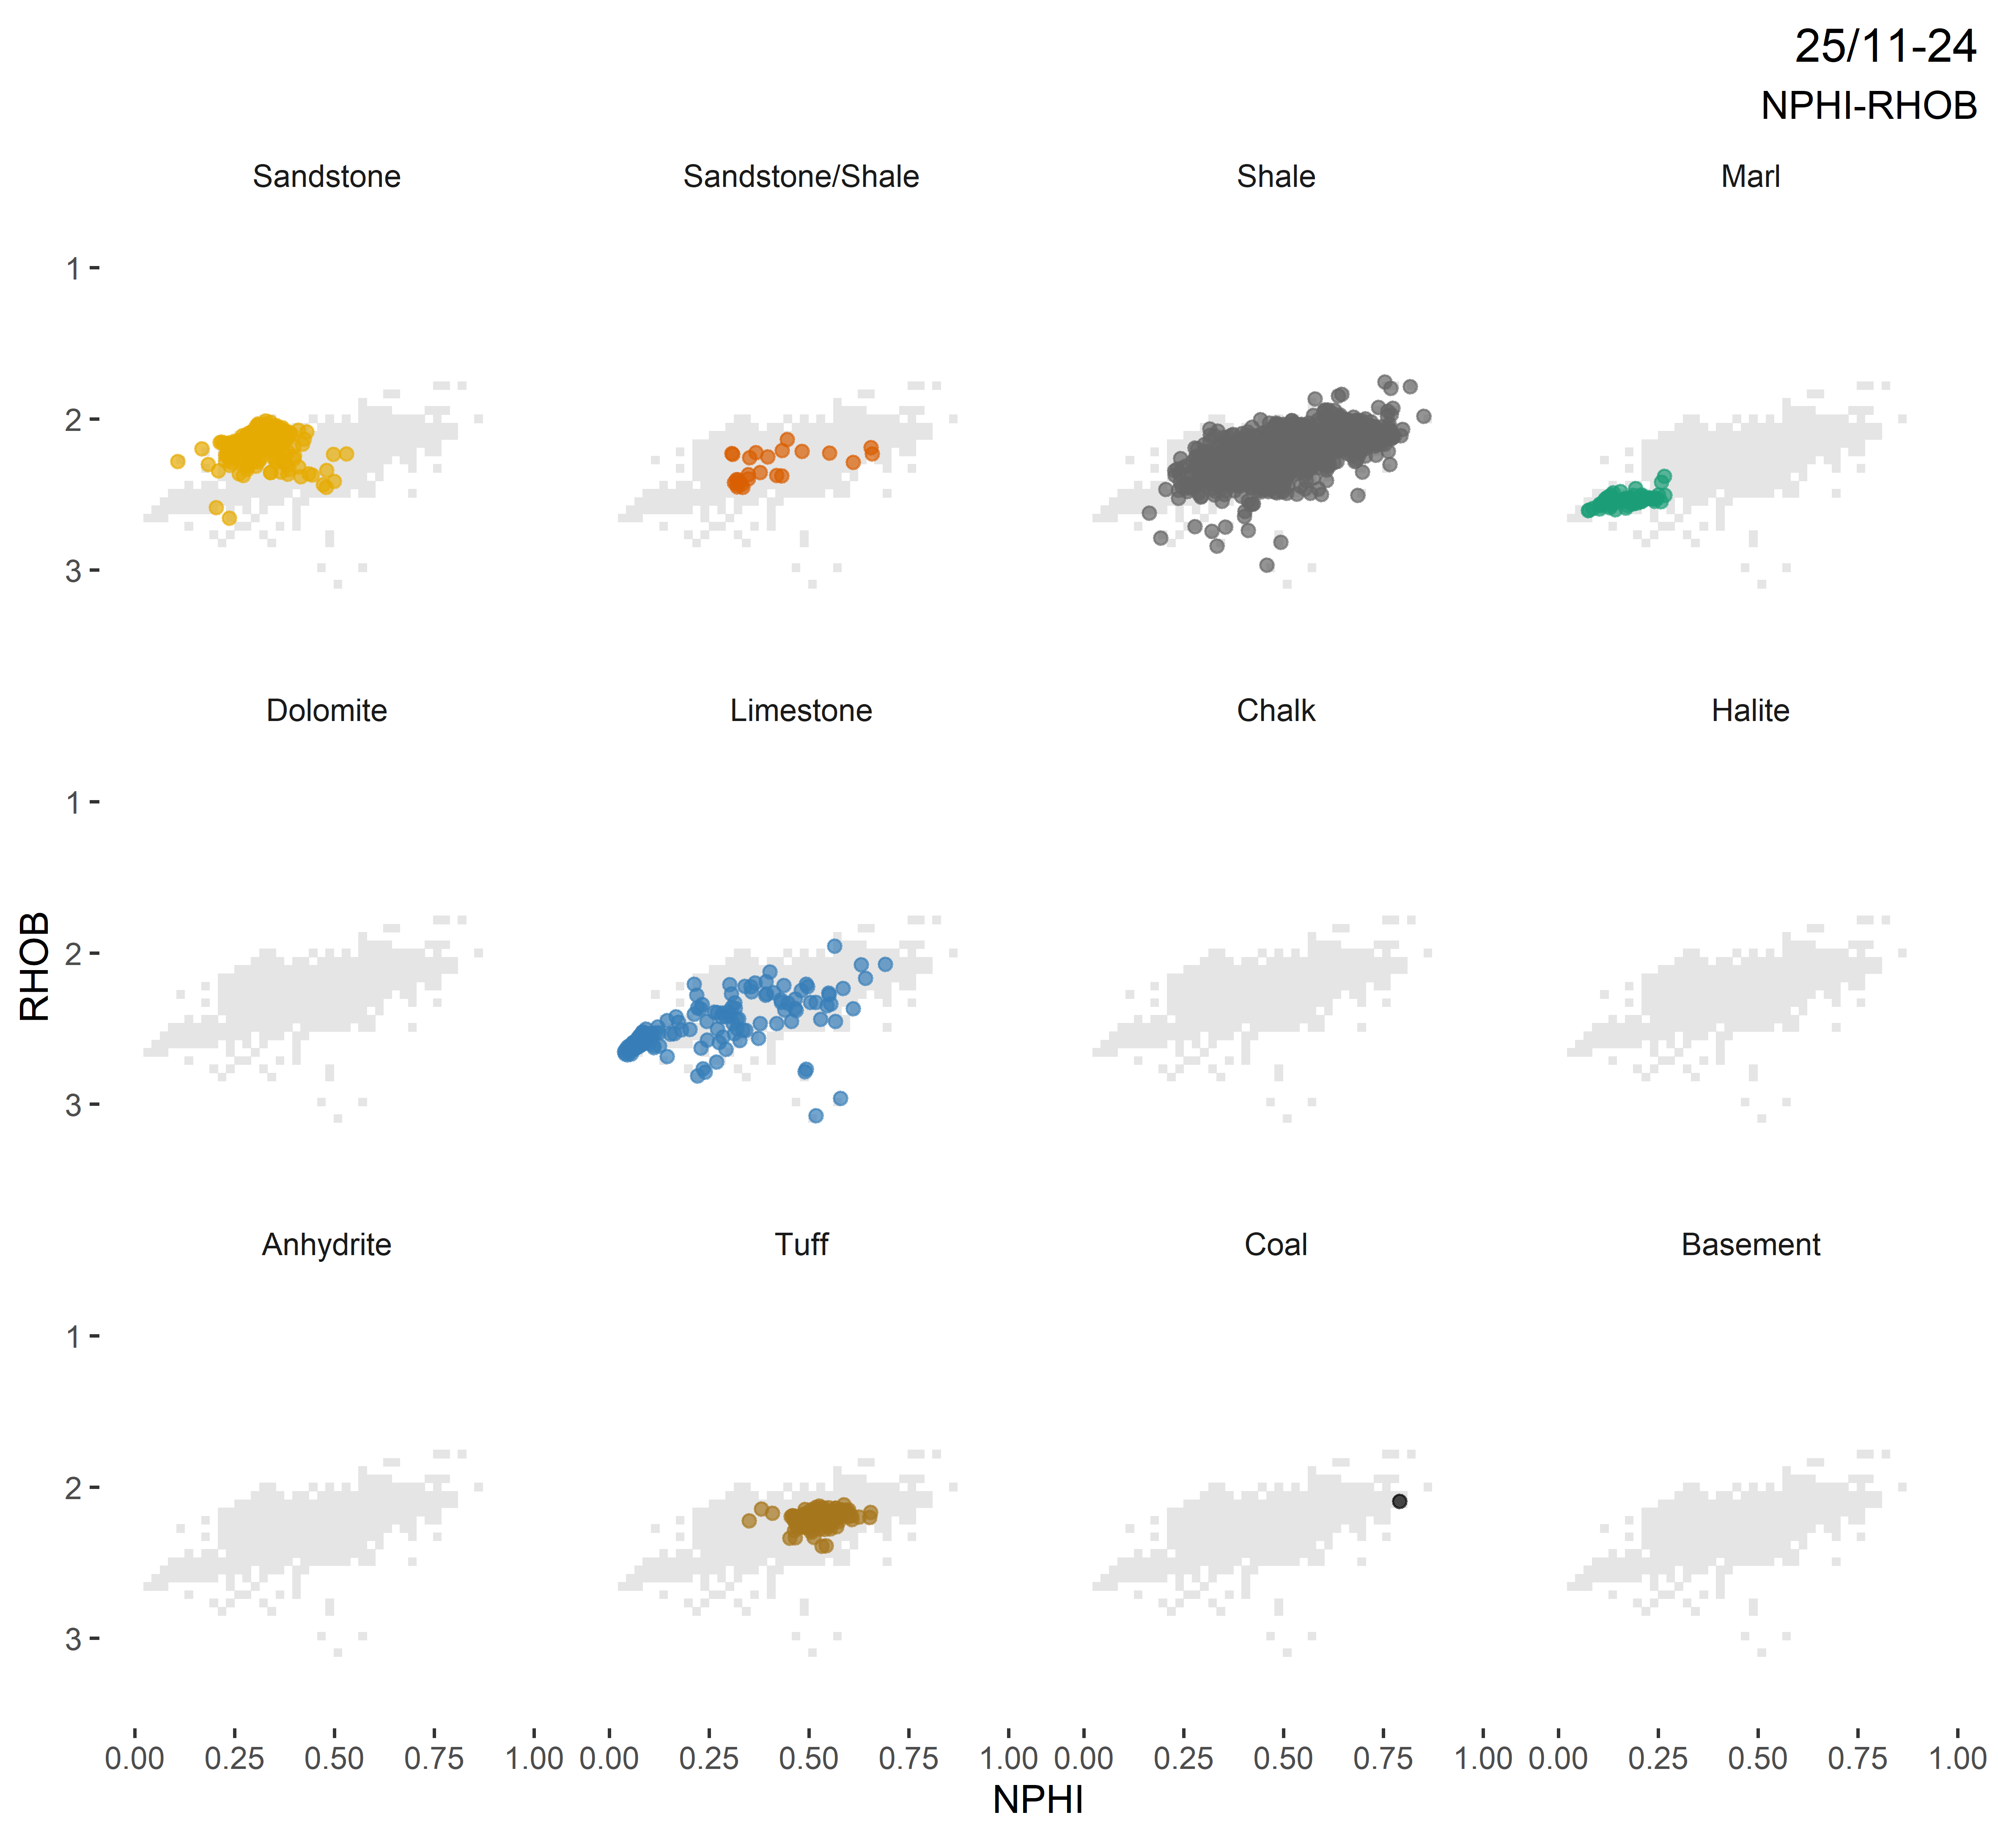 25/11-24
NPHI-RHOB
Sandstone Sandstone/Shale Shale Marl
1
2
3
Dolomite Limestone Chalk Halite
1
2
3
RHOB
Anhydrite Tuff Coal Basement
1
2
3
0.00 0.25 0.50 0.75 1.00 0.00 0.25 0.50 0.75 1.00 0.00 0.25 0.50 0.75 1.00 0.00 0.25 0.50 0.75 1.00
NPHI